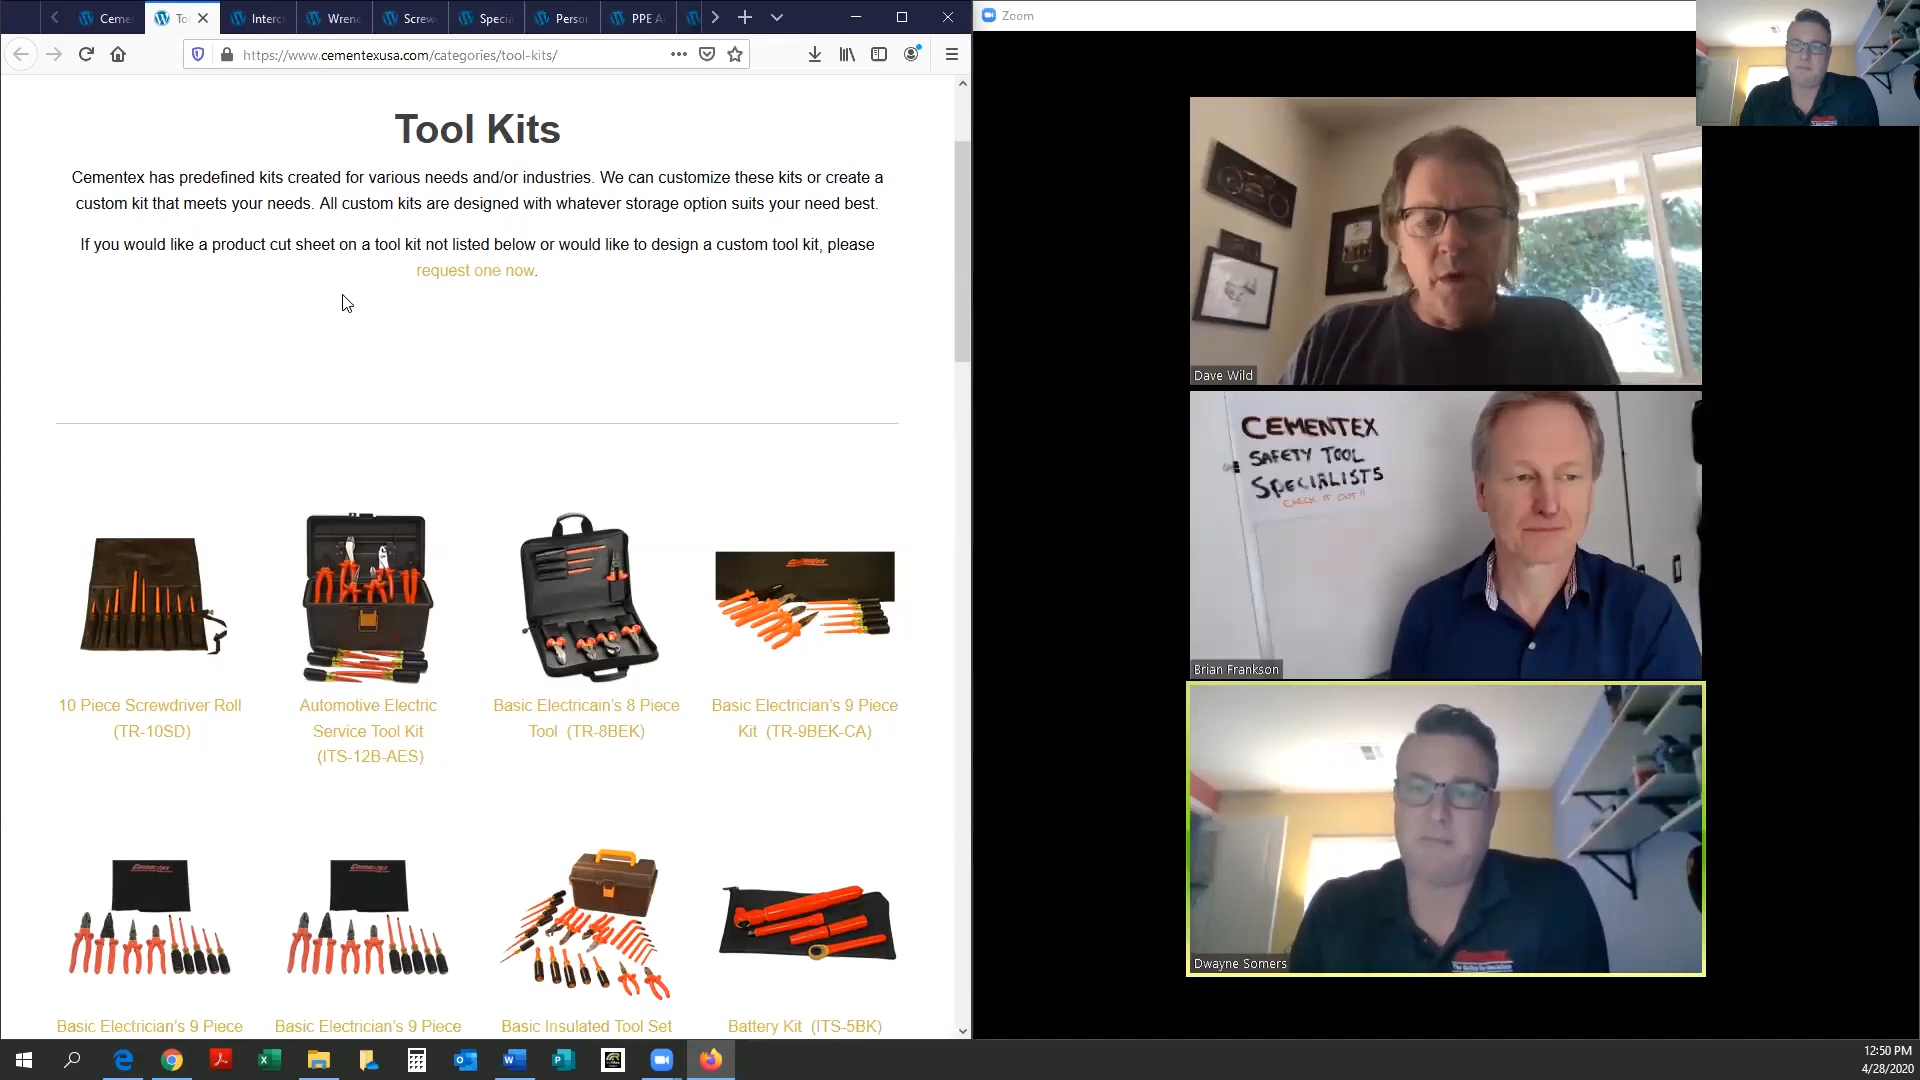 Ceme
To
Interc
Wrenc
Screw
Specia
Perso
PPE A
https://www.cementexusa.com/categories/tool-kits/
Zoom
Tool Kits
Cementex has predefined kits created for various needs and/or industries. We can customize these kits or create a
custom kit that meets your needs. All custom kits are designed with whatever storage option suits your need best.
If you would like a product cut sheet on a tool kit not listed below or would like to design a custom tool kit, please
request one now.
10 Piece Screwdriver Roll
(TR-10SD)
Automotive Electric
Service Tool Kit
(ITS-12B-AES)
Basic Electricain's 8 Piece
Tool (TR-8BEK)
Basic Electrician's 9 Piece
Kit (TR-9BEK-CA)
Basic Electrician's 9 Piece
Basic Electrician's 9 Piece
Basic Insulated Tool Set
Battery Kit (ITS-5BK)
Dave Wild
CEMENTEX
SAFETY TOOL
SPECIALISTS
CHECK IT OUT!!
Brian Frankson
Dwayne Somers
12:50 PM
4/28/2020